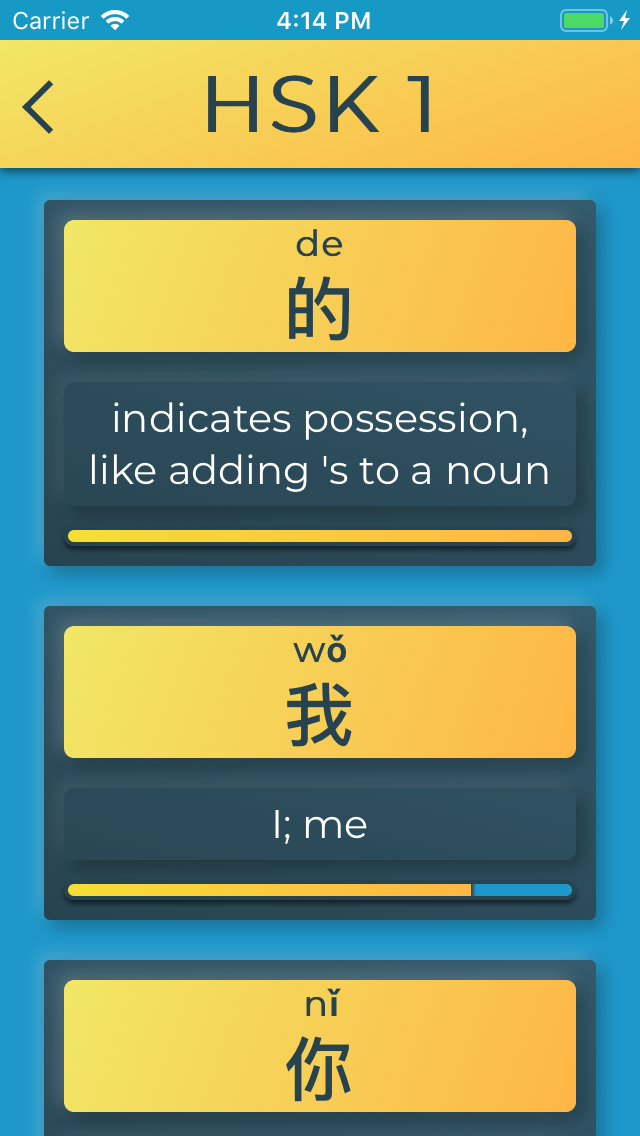 Carrier 4:14 PM
HSK 1
de
的
indicates possession,
like adding 's to a noun
wǒ
我
I; me
nǐ
你